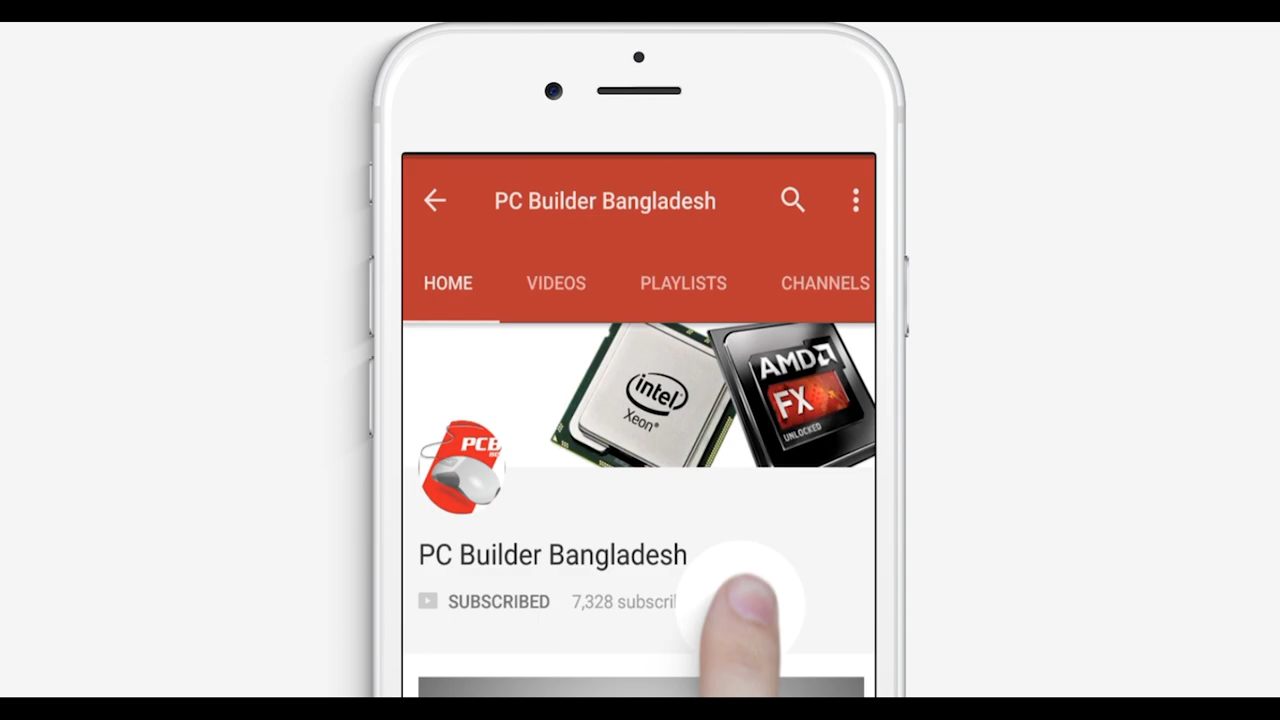 PC Builder Bangladesh
HOME VIDEOS PLAYLISTS CHANNELS
intel
Xeon®
AMD
FX
UNLOCKED
PCB
PC Builder Bangladesh
SUBSCRIBED 7,328